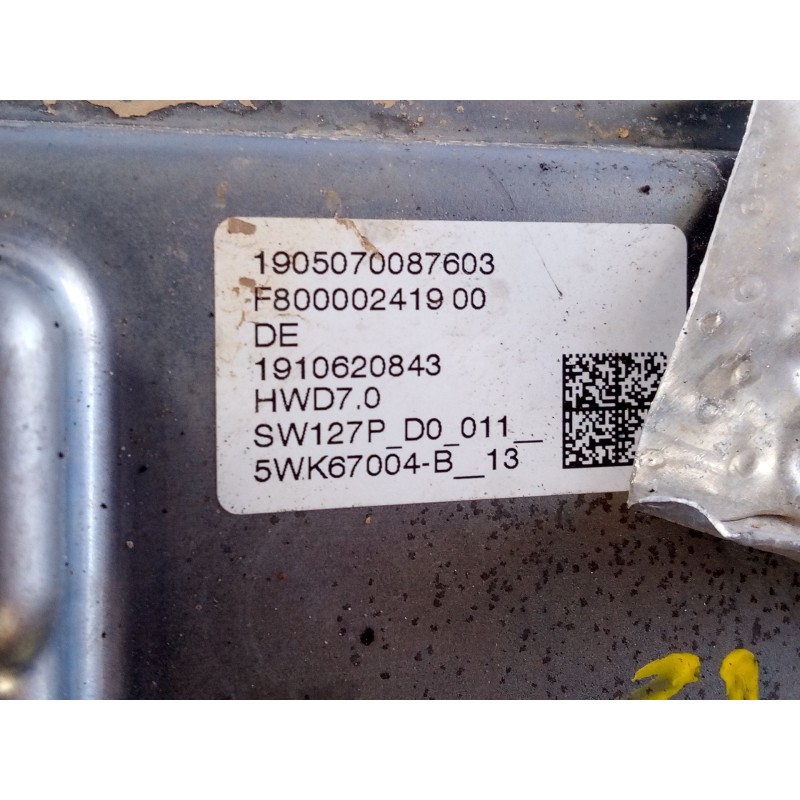 1905070087603
F800002419 00
DE
1910620843
HWD7.0
SW127P_D0_011__
5WK67004-B__13